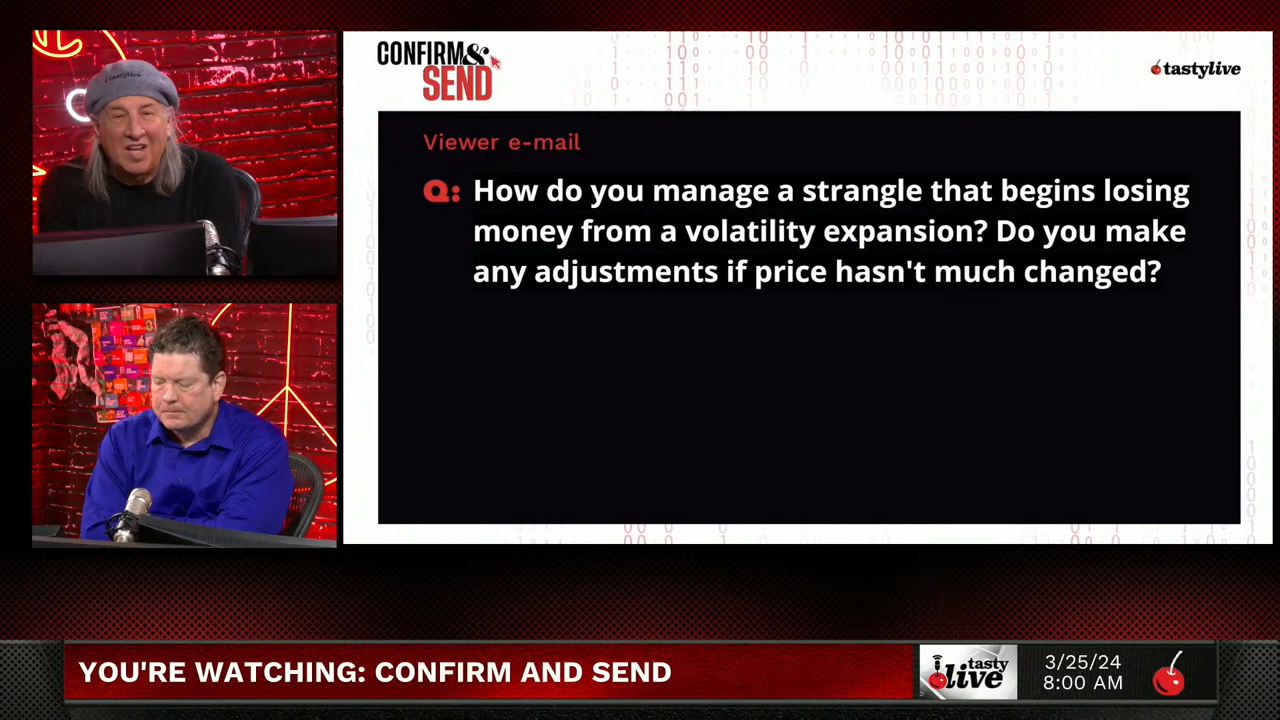 CONFIRM&
SEND
tastylive
Viewer e-mail
Q: How do you manage a strangle that begins losing
money from a volatility expansion? Do you make
any adjustments if price hasn't much changed?
tastylive
YOU'RE WATCHING: CONFIRM AND SEND
tasty
live
3/25/24
8:00 AM